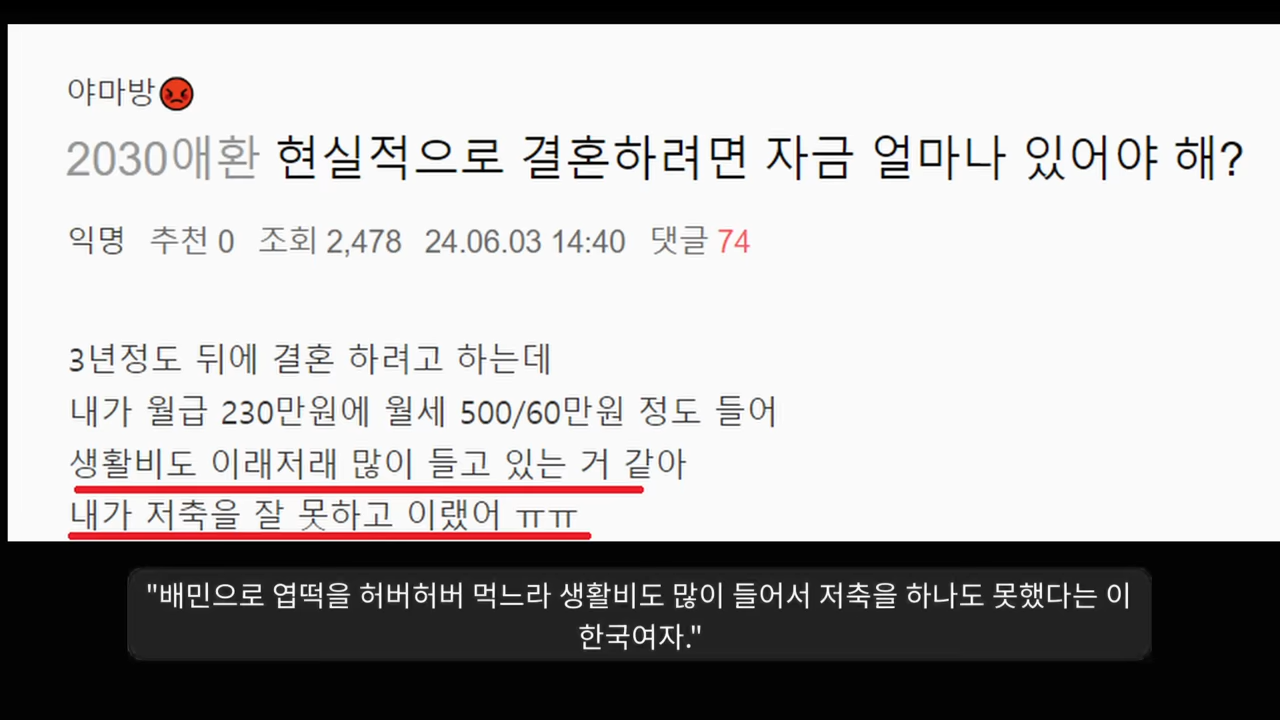 야마방😡
2030애환 현실적으로 결혼하려면 자금 얼마나 있어야 해?
익명 추천 0 조회 2,478 24.06.03 14:40 댓글 74
3년정도 뒤에 결혼 하려고 하는데
내가 월급 230만원에 월세 500/60만원 정도 들어
생활비도 이래저래 많이 들고 있는 거 같아
내가 저축을 잘 못하고 이랬어 ㅠㅠ
"배민으로 엽떡을 허버허버 먹느라 생활비도 많이 들어서 저축을 하나도 못했다는 이
한국여자."